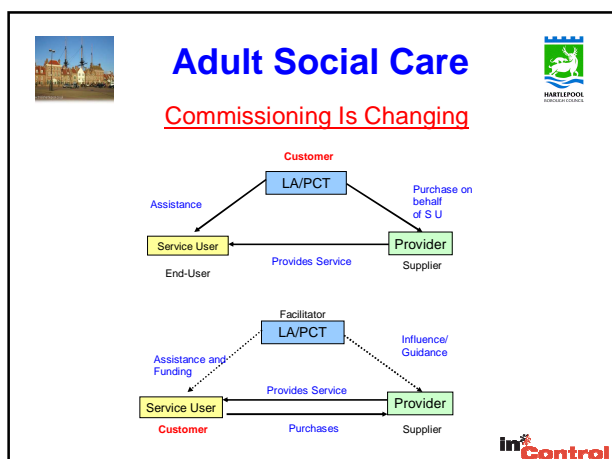 Adult Social Care
HARTLEPOOL
BOROUGH COUNCIL
Commissioning Is Changing
Customer
LA/PCT
Assistance
Purchase on
behalf
of S U
Service User
Provider
Provides Service
End-User
Supplier
Facilitator
LA/PCT
Influence/
Guidance
Assistance and
Funding
Provides Service
Service User
Provider
Customer
Purchases
Supplier
in Control